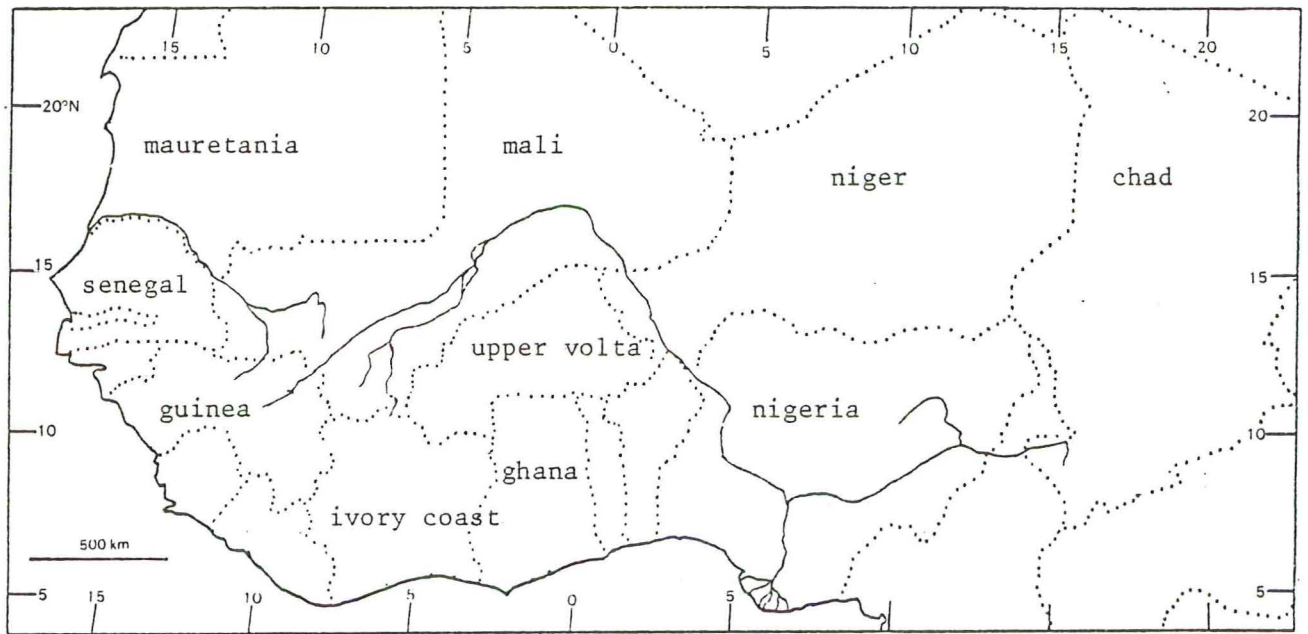 15 10 5 0 5 10 15 20
20°N 20
mauretania mali
niger chad
15 15
senegal
upper volta
guinea nigeria
10 10
ghana
ivory coast
500 km
5 5
15 10 5 0 5